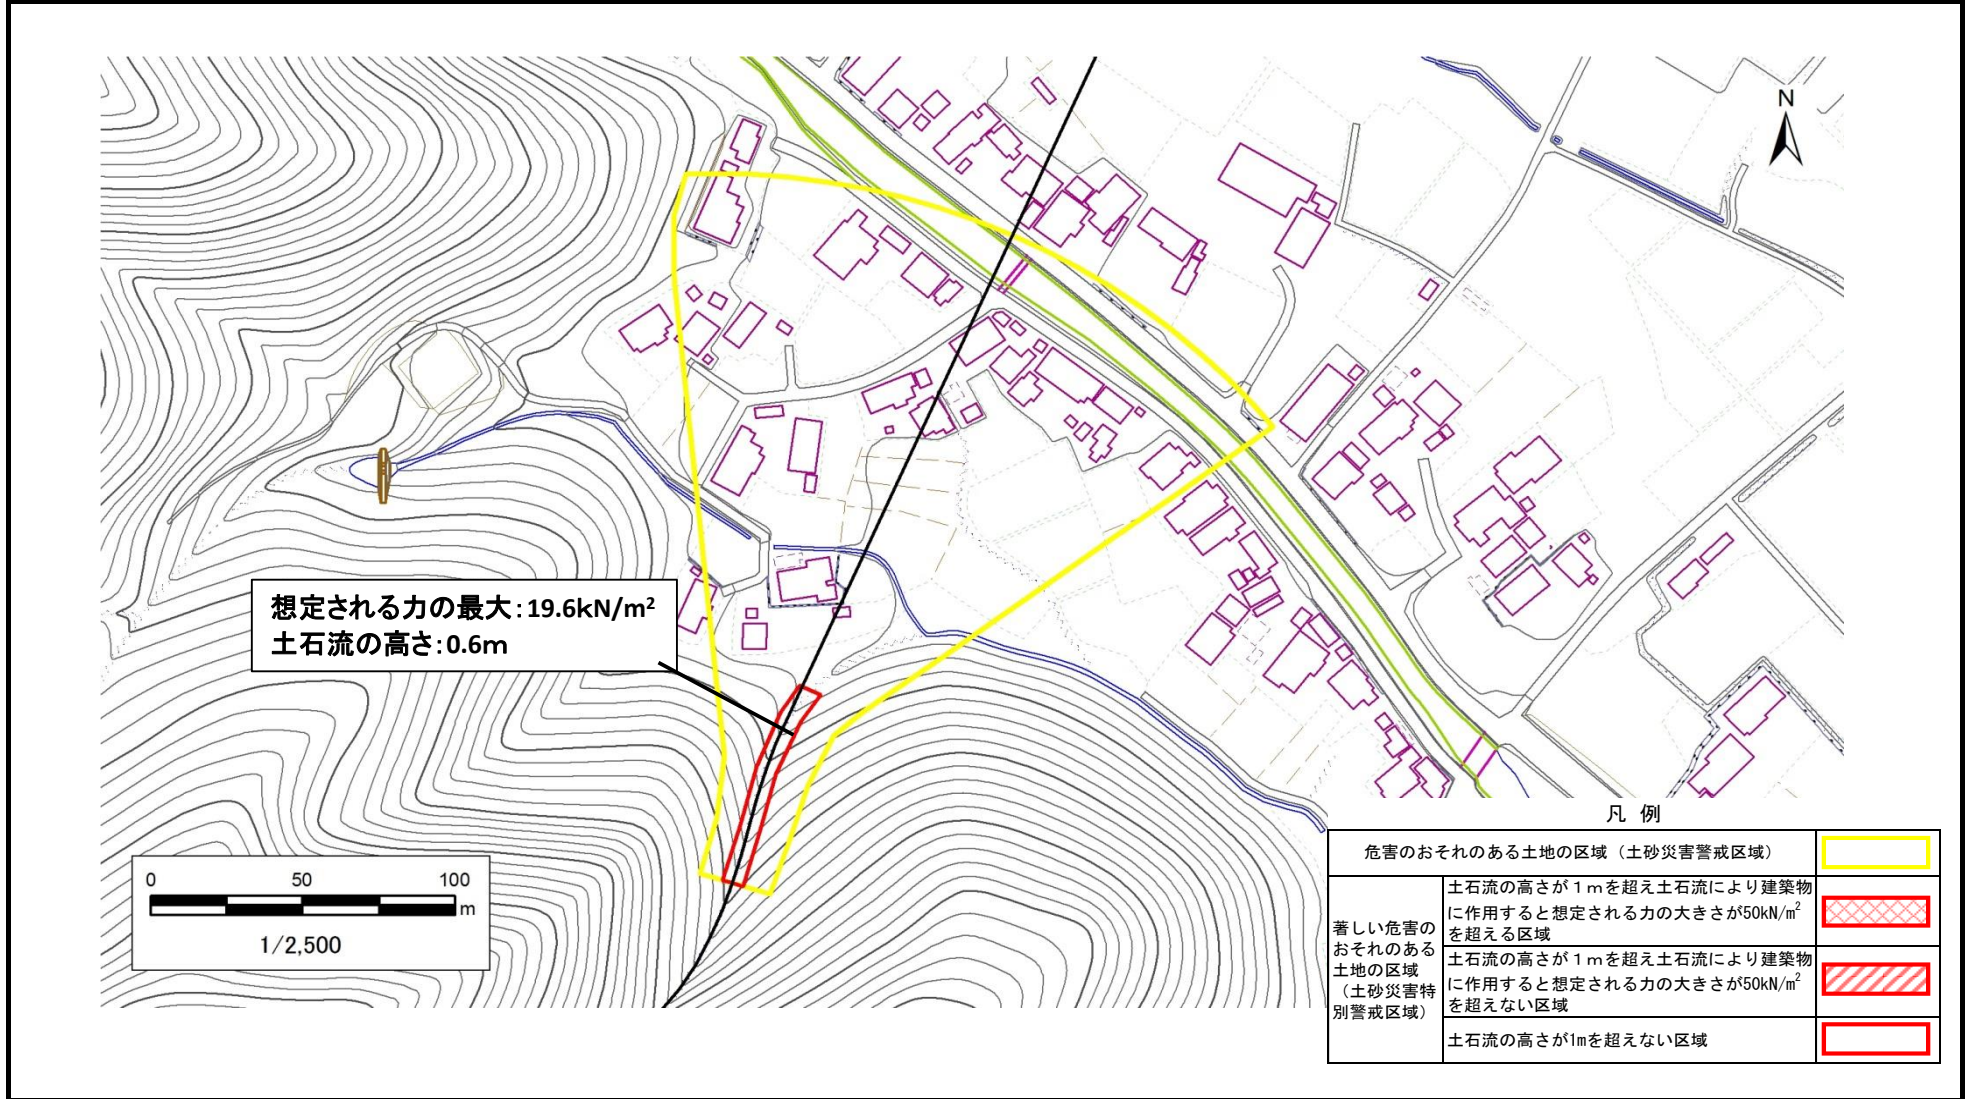 N
想定される力の最大：19.6kN/m²
土石流の高さ：0.6m
0 50 100
m
1/2,500
凡 例
危害のおそれのある土地の区域（土砂災害警戒区域）
著しい危害の
おそれのある
土地の区域
（土砂災害特
別警戒区域）
土石流の高さが１ｍを超え土石流により建築物
に作用すると想定される力の大きさが50kN/㎡
を超える区域
土石流の高さが１ｍを超え土石流により建築物
に作用すると想定される力の大きさが50kN/㎡
を超えない区域
土石流の高さが1mを超えない区域